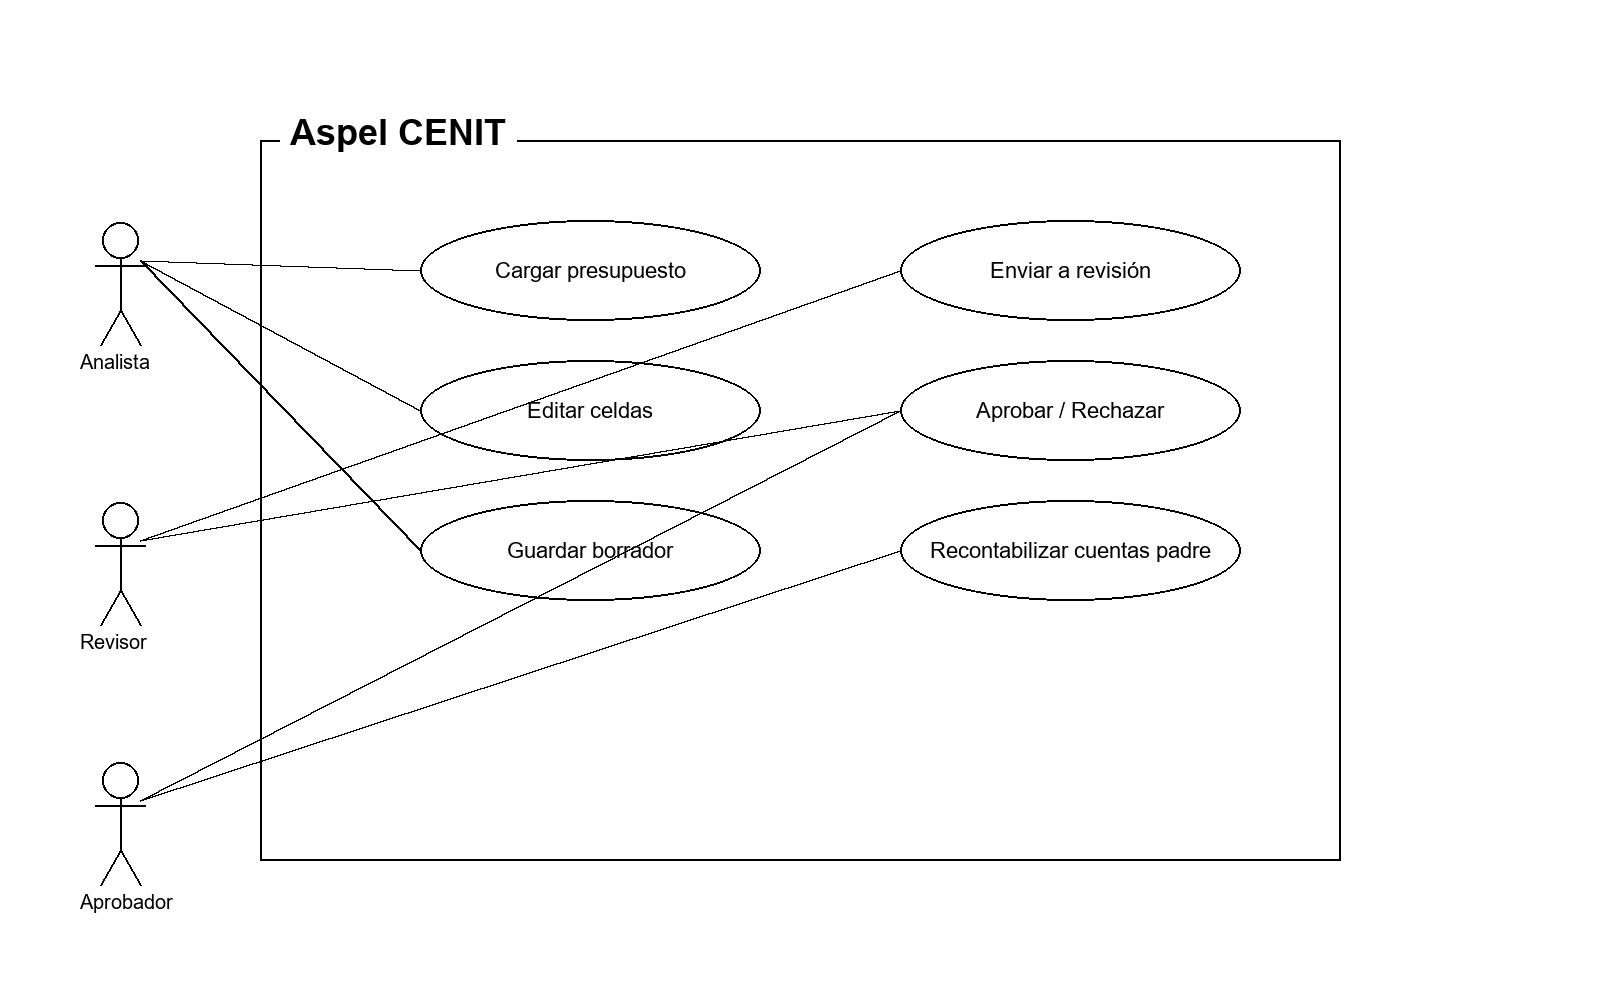 Aspel CENIT
Cargar presupuesto
Enviar a revisión
Analista
Editar celdas
Aprobar / Rechazar
Guardar borrador
Recontabilizar cuentas padre
Revisor
Aprobador